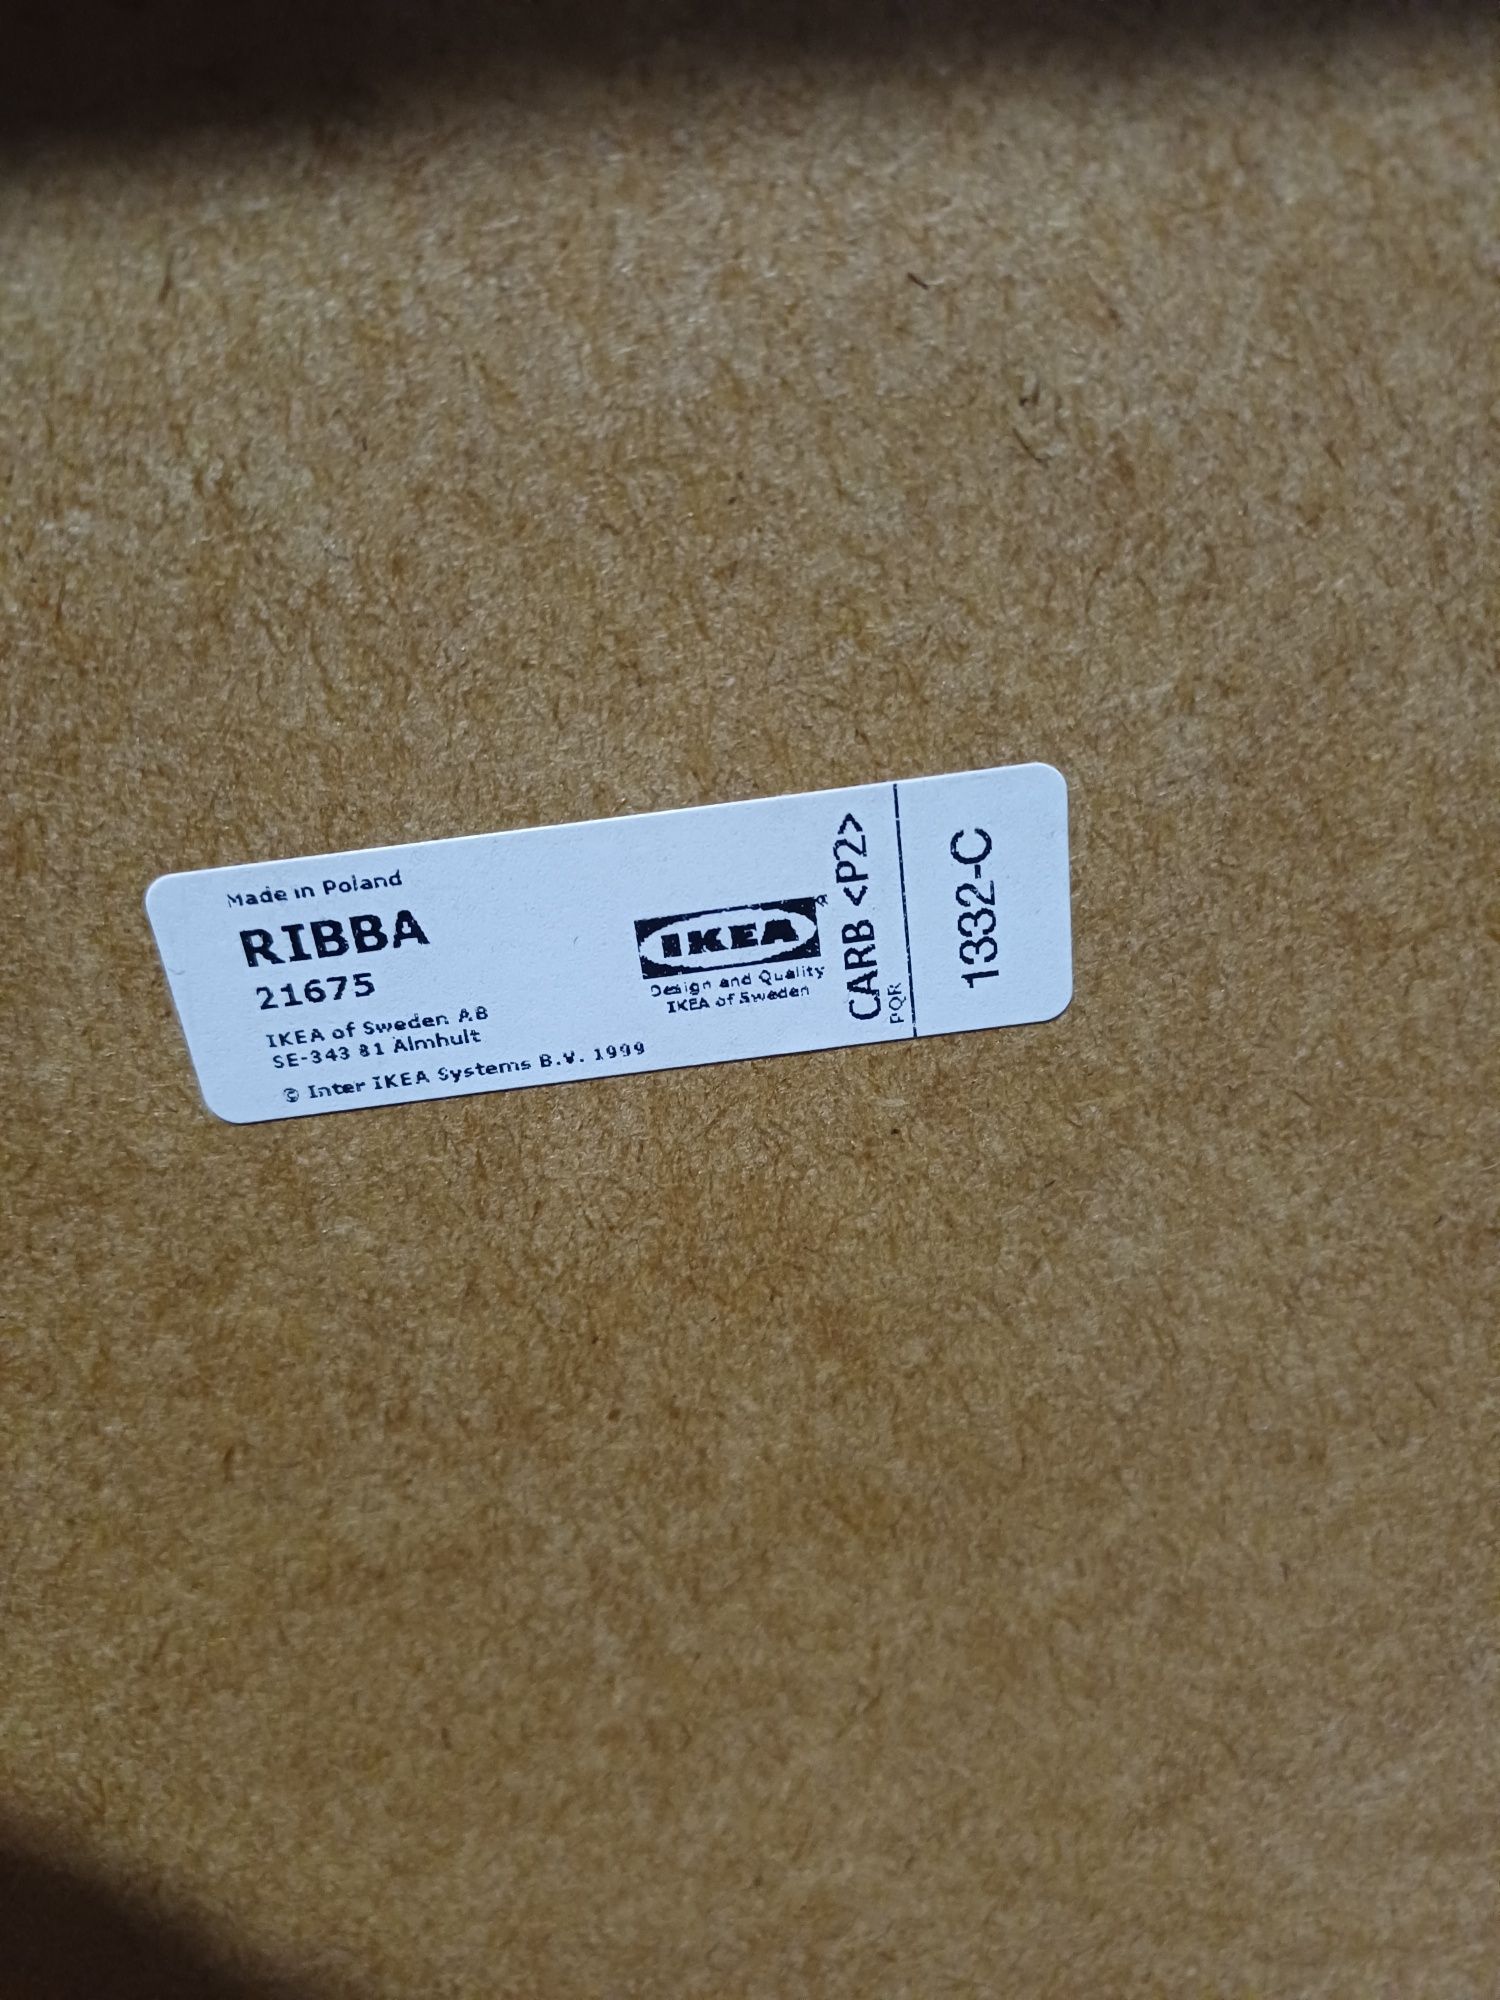 Made in Poland
RIBBA
21675
IKEA of Sweden AB
SE-343 81 Älmhult
© Inter IKEA Systems B.V. 1999
IKEA®
Design and Quality
IKEA of Sweden
CARB <P2>
PQR
1332-C